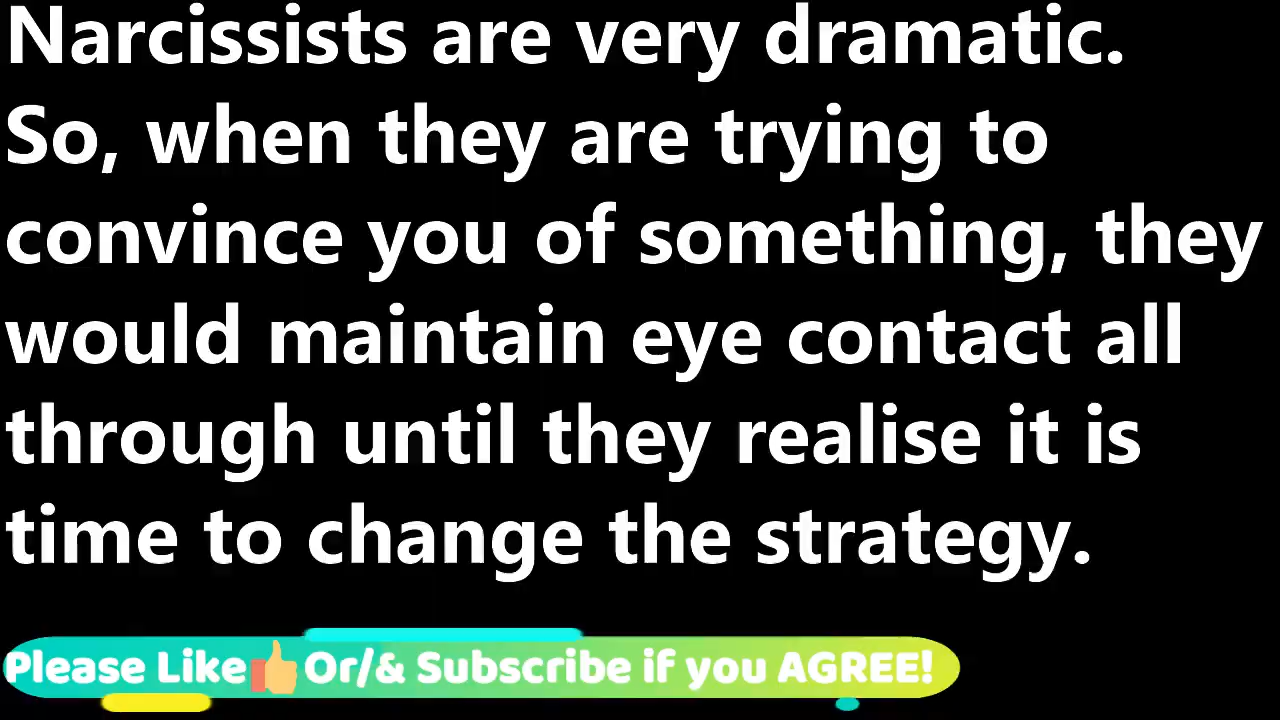 Narcissists are very dramatic.
So, when they are trying to
convince you of something, they
would maintain eye contact all
through until they realise it is
time to change the strategy.
Please Like Or/& Subscribe if you AGREE!